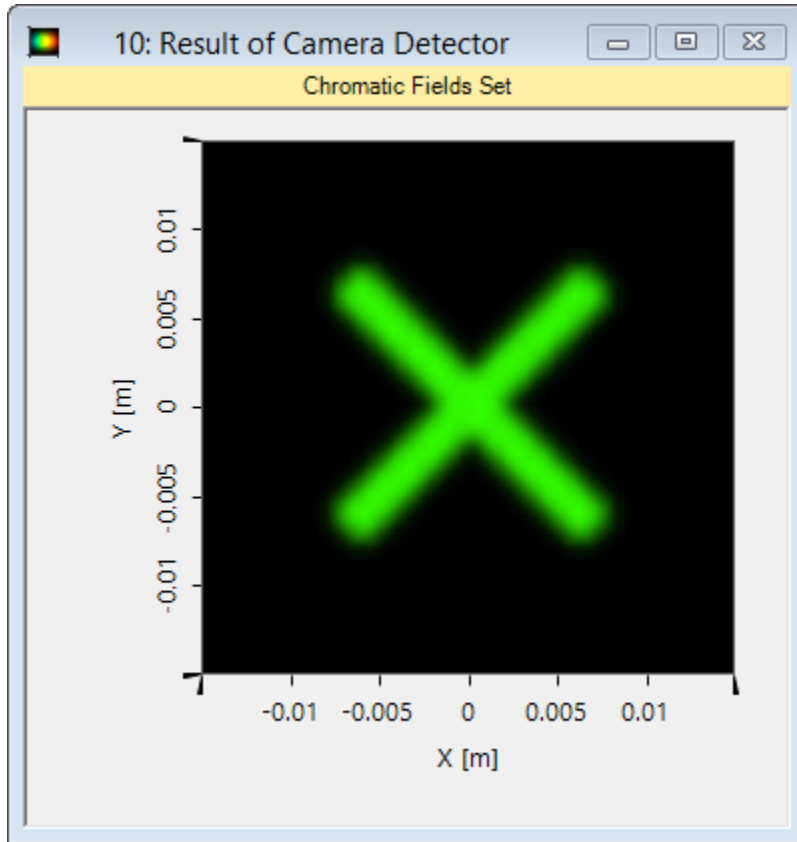 10: Result of Camera Detector
Chromatic Fields Set
0.01
0.005
0
-0.005
-0.01
Y [m]
-0.01 -0.005 0 0.005 0.01
X [m]